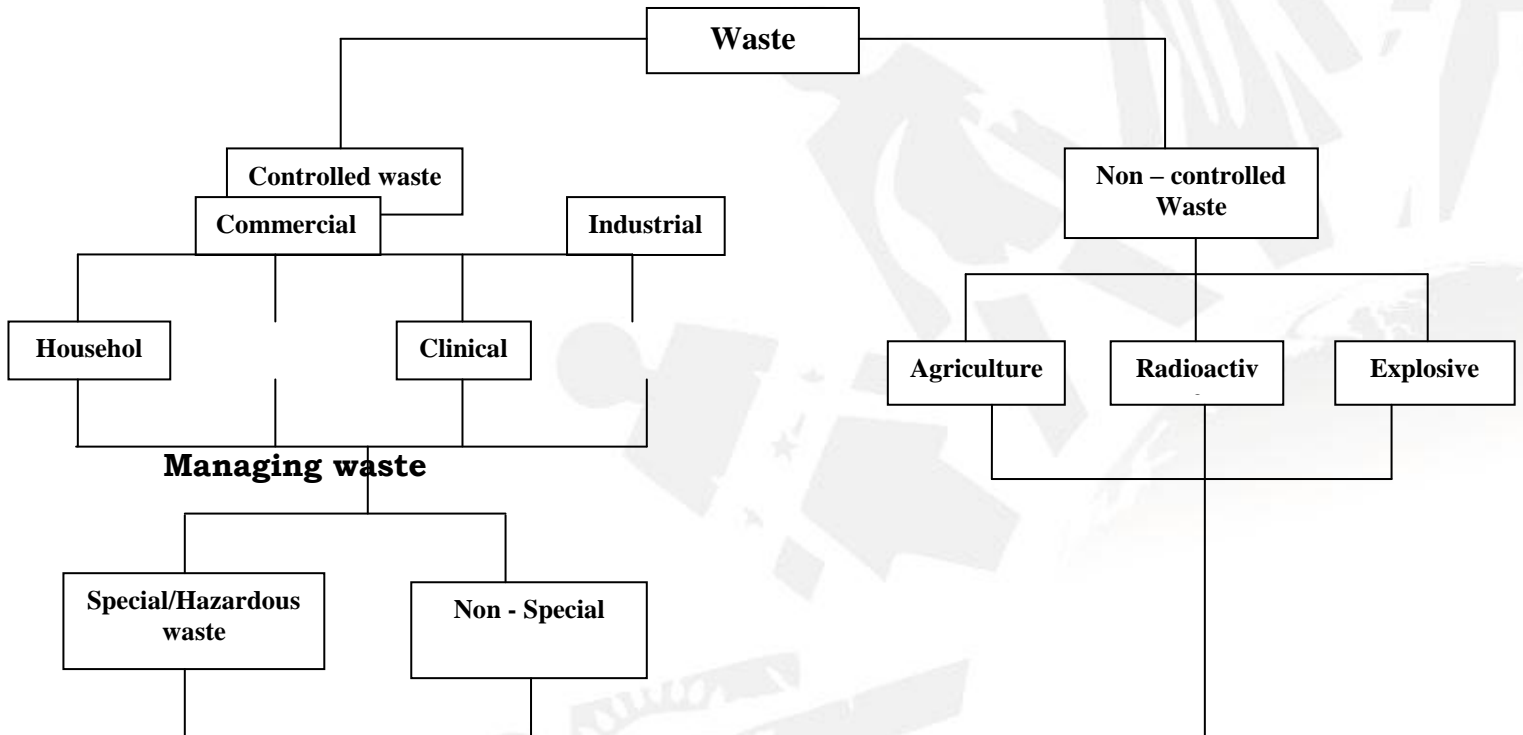 Waste
Controlled waste
Non – controlled
Waste
Commercial
Industrial
Househol
Clinical
Agriculture
Radioactiv
Explosive
Managing waste
Special/Hazardous
waste
Non - Special